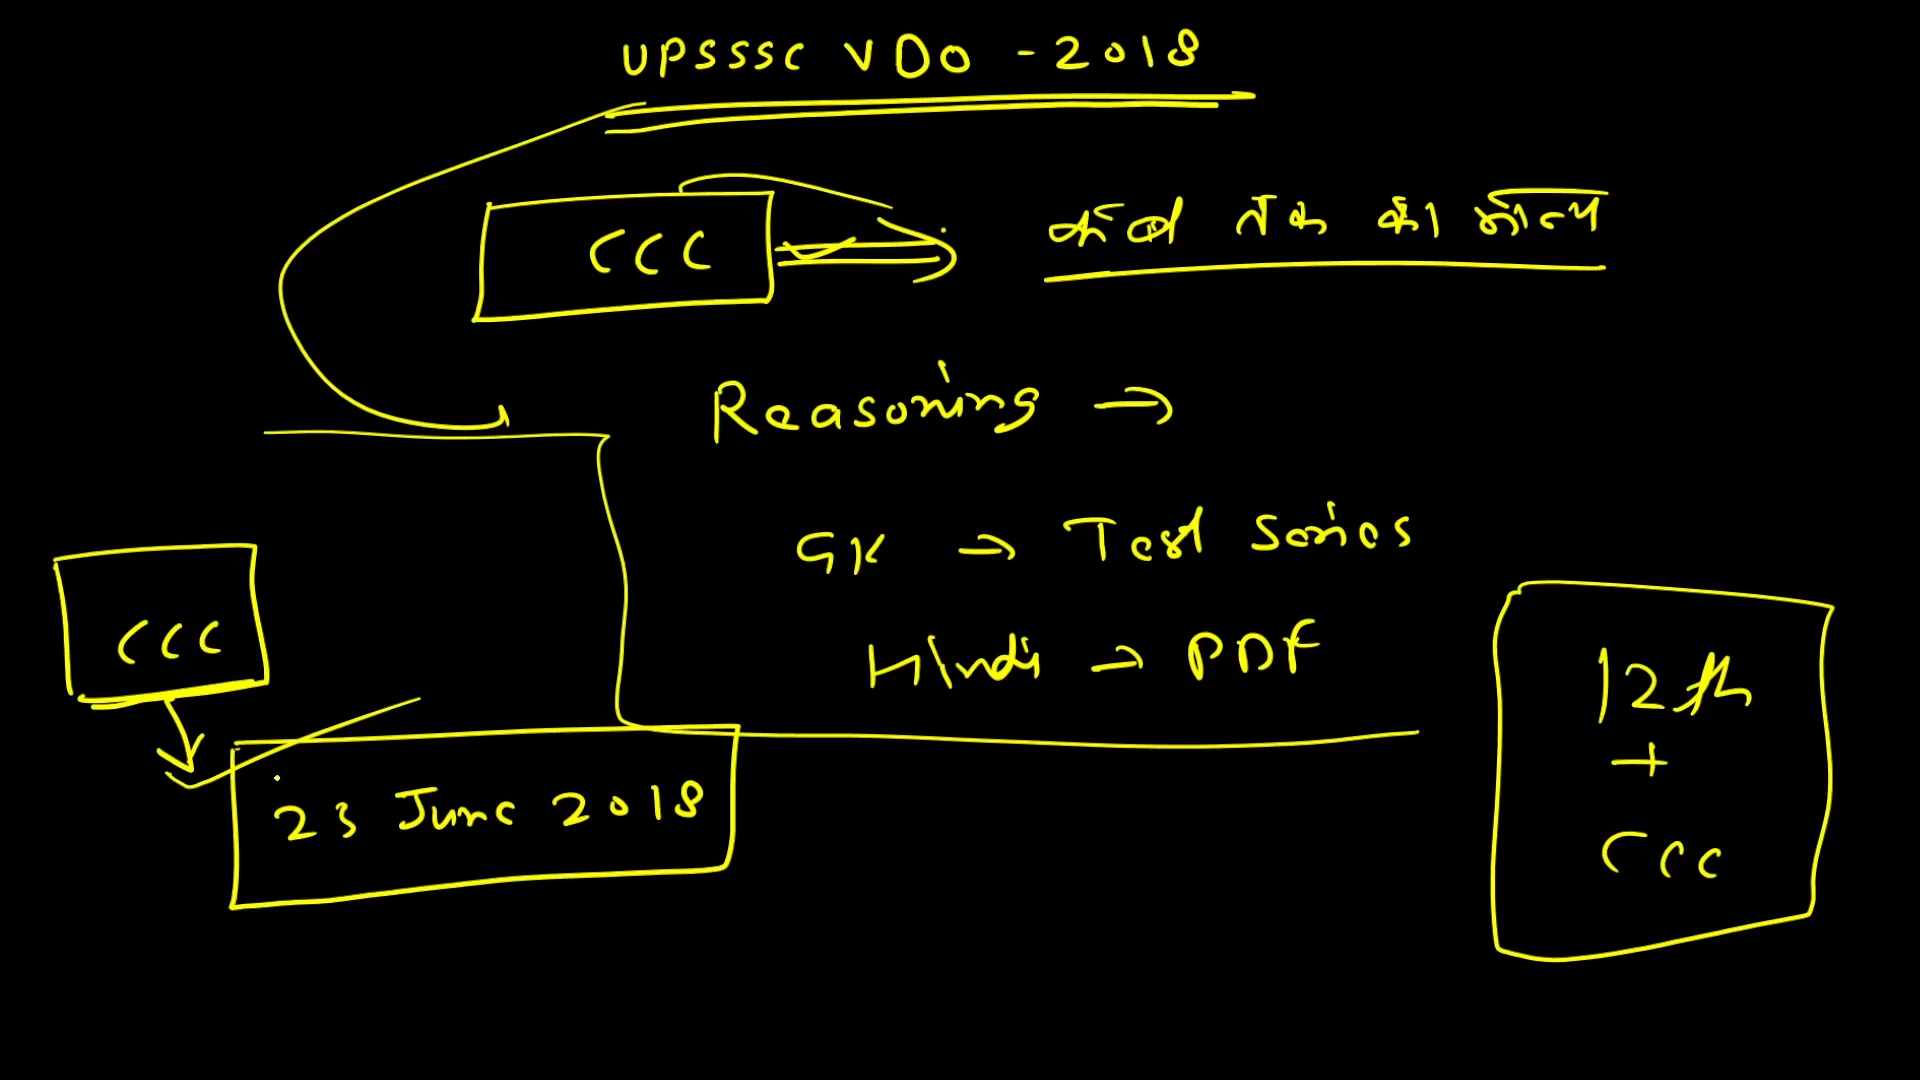 UPSSSC VDO - 2018
CCC → कब तक का मान्य
Reasoning →
GK → Test Series
Hindi → PDF
CCC
23 June 2018
12th
+
CCC